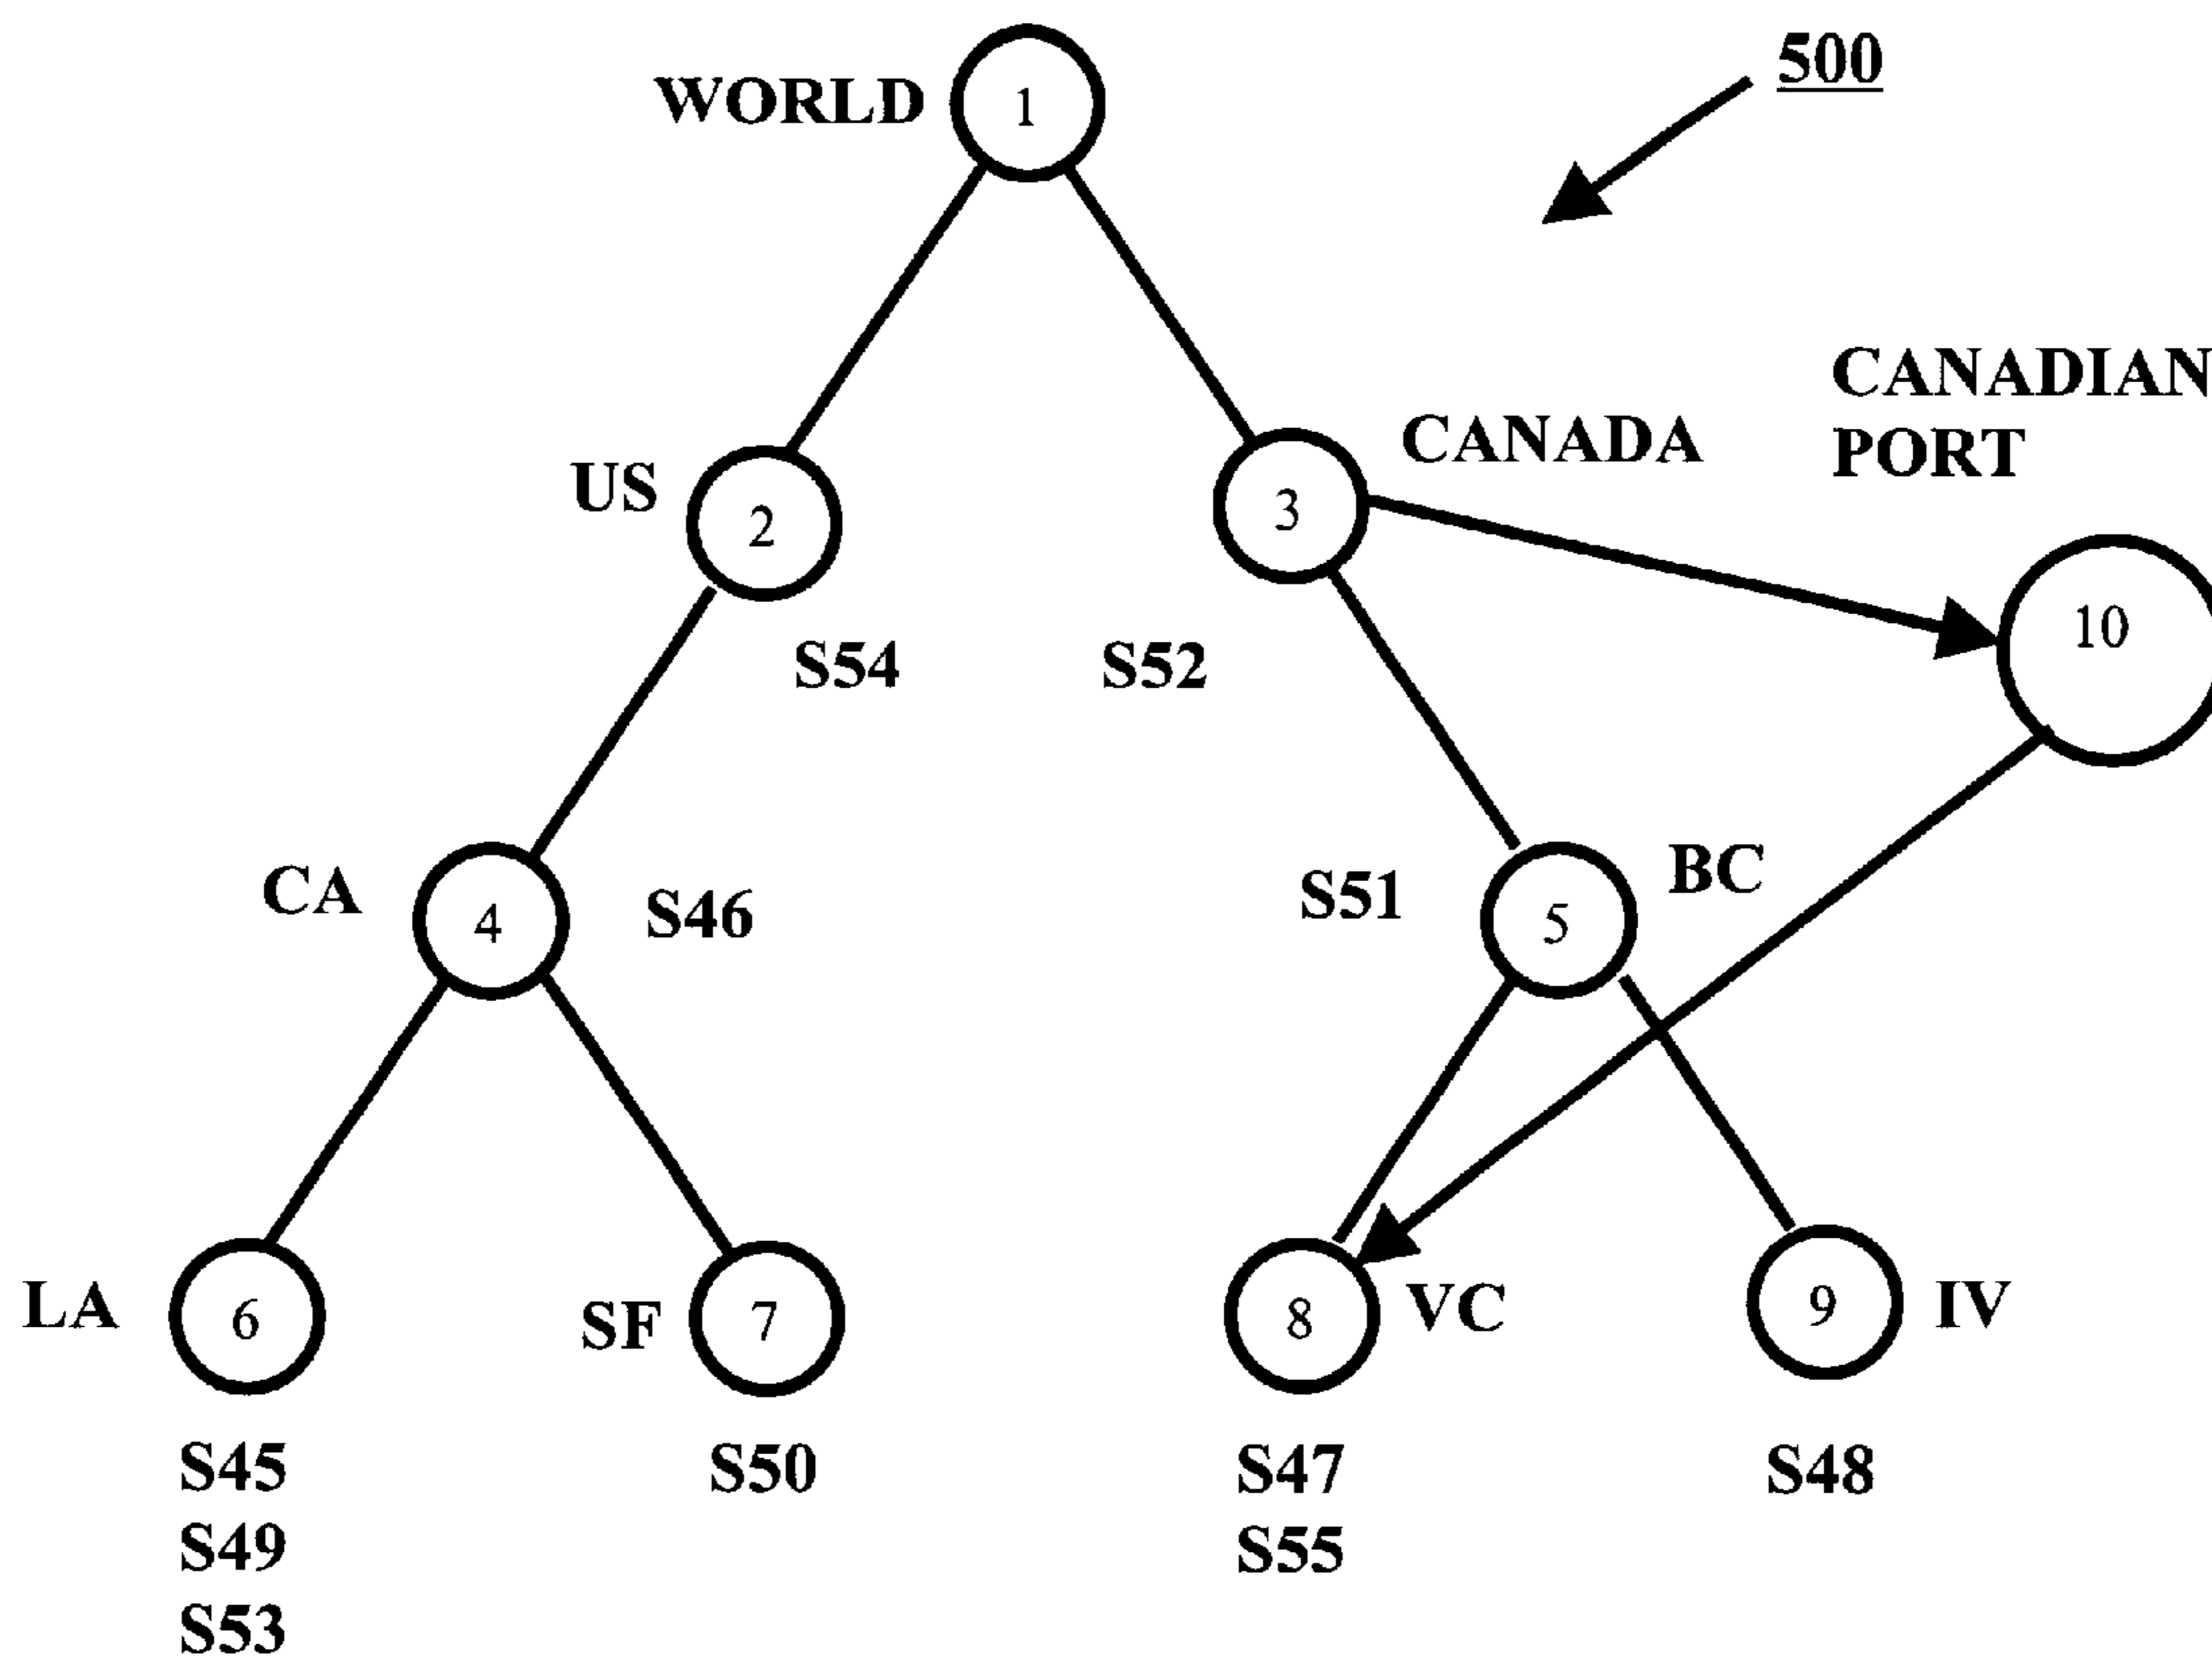 500
WORLD 1
CANADIAN
PORT
CANADA
US 2
3
10
S54
S52
CA 4 S46
S51 5 BC
LA 6
SF 7
8 VC
9 IV
S45
S49
S53
S50
S47
S55
S48